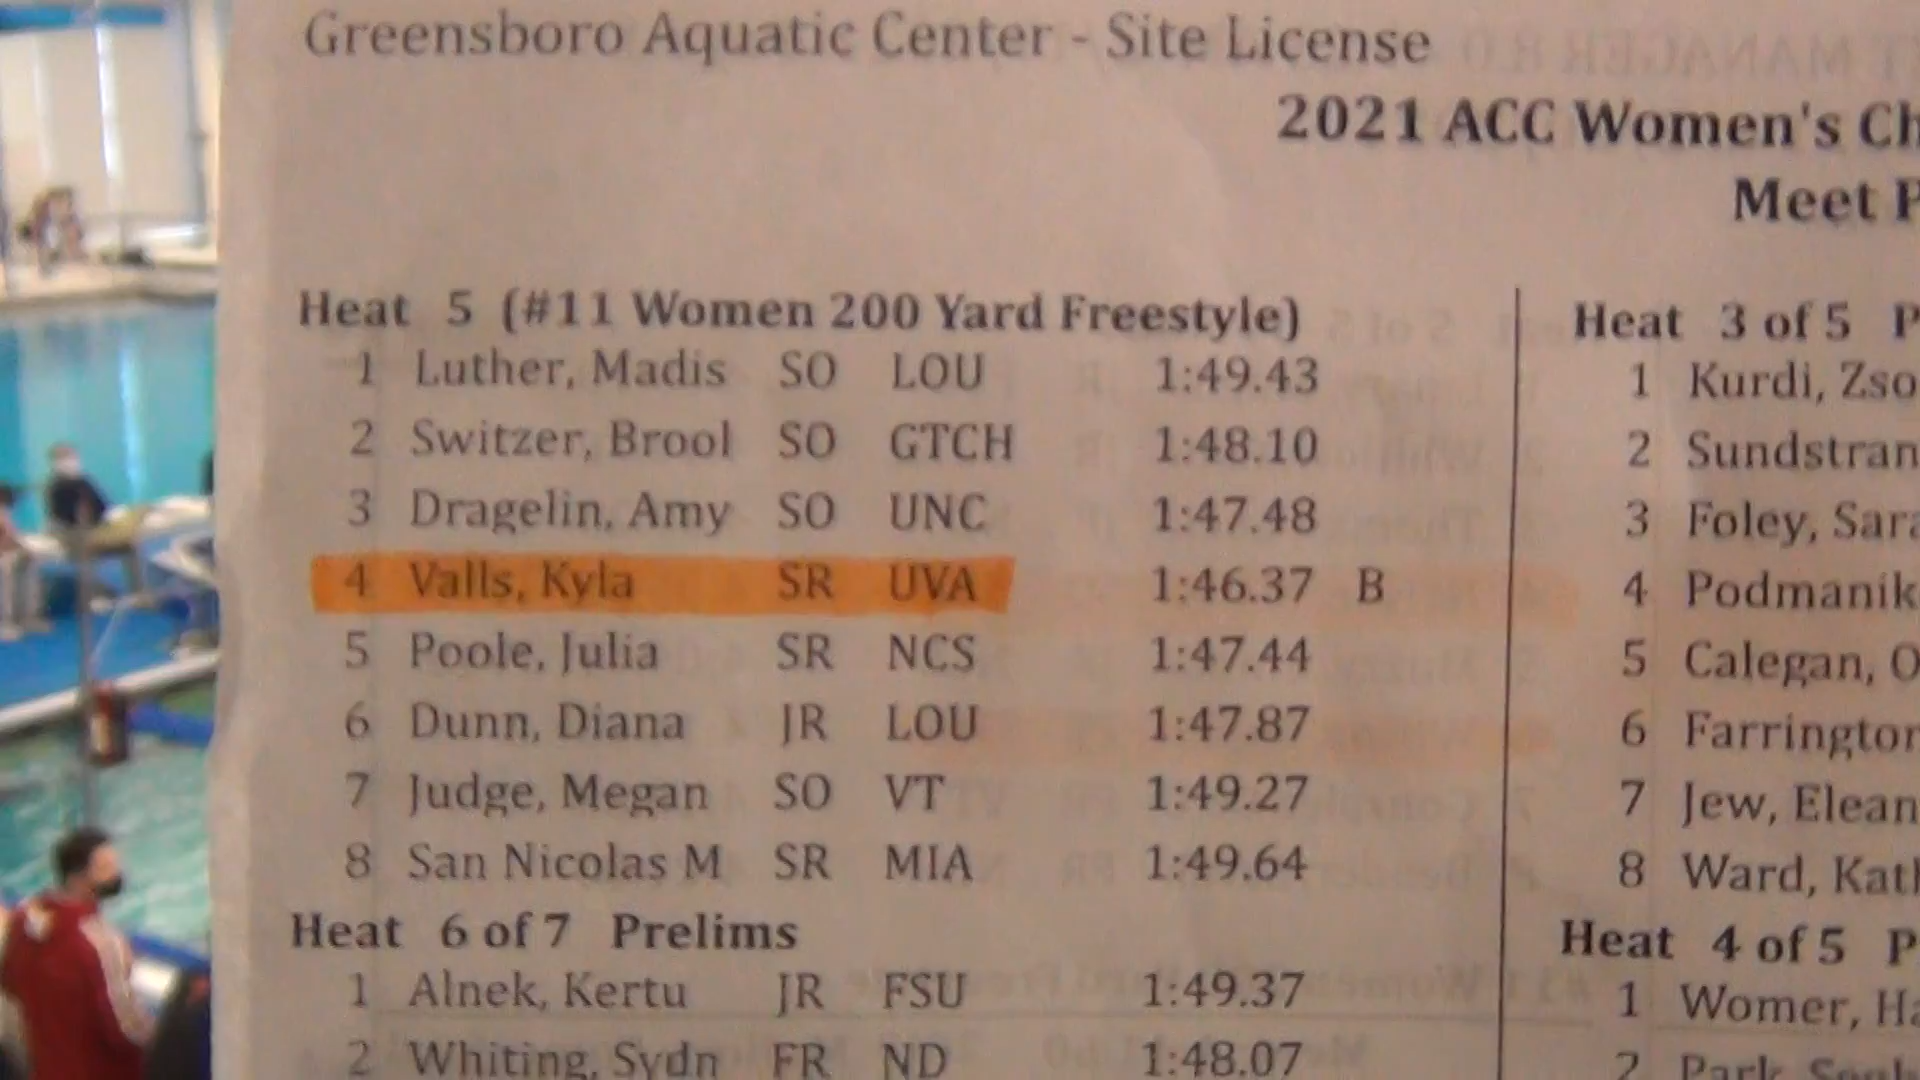 Greensboro Aquatic Center - Site License
2021 ACC Women's Ch
Meet P
Heat 5 (#11 Women 200 Yard Freestyle)
1 Luther, Madis SO LOU 1:49.43
2 Switzer, Brool SO GTCH 1:48.10
3 Dragelin, Amy SO UNC 1:47.48
4 Valls, Kyla SR UVA 1:46.37 B
5 Poole, Julia SR NCS 1:47.44
6 Dunn, Diana JR LOU 1:47.87
7 Judge, Megan SO VT 1:49.27
8 San Nicolas M SR MIA 1:49.64
Heat 6 of 7 Prelims
1 Alnek, Kertu JR FSU 1:49.37
2 Whiting, Sydn FR ND 1:48.07
Heat 3 of 5 P
1 Kurdi, Zso
2 Sundstran
3 Foley, Sara
4 Podmanik
5 Calegan, O
6 Farrington
7 Jew, Elean
8 Ward, Kath
Heat 4 of 5 P
1 Womer, Ha
2 Park,